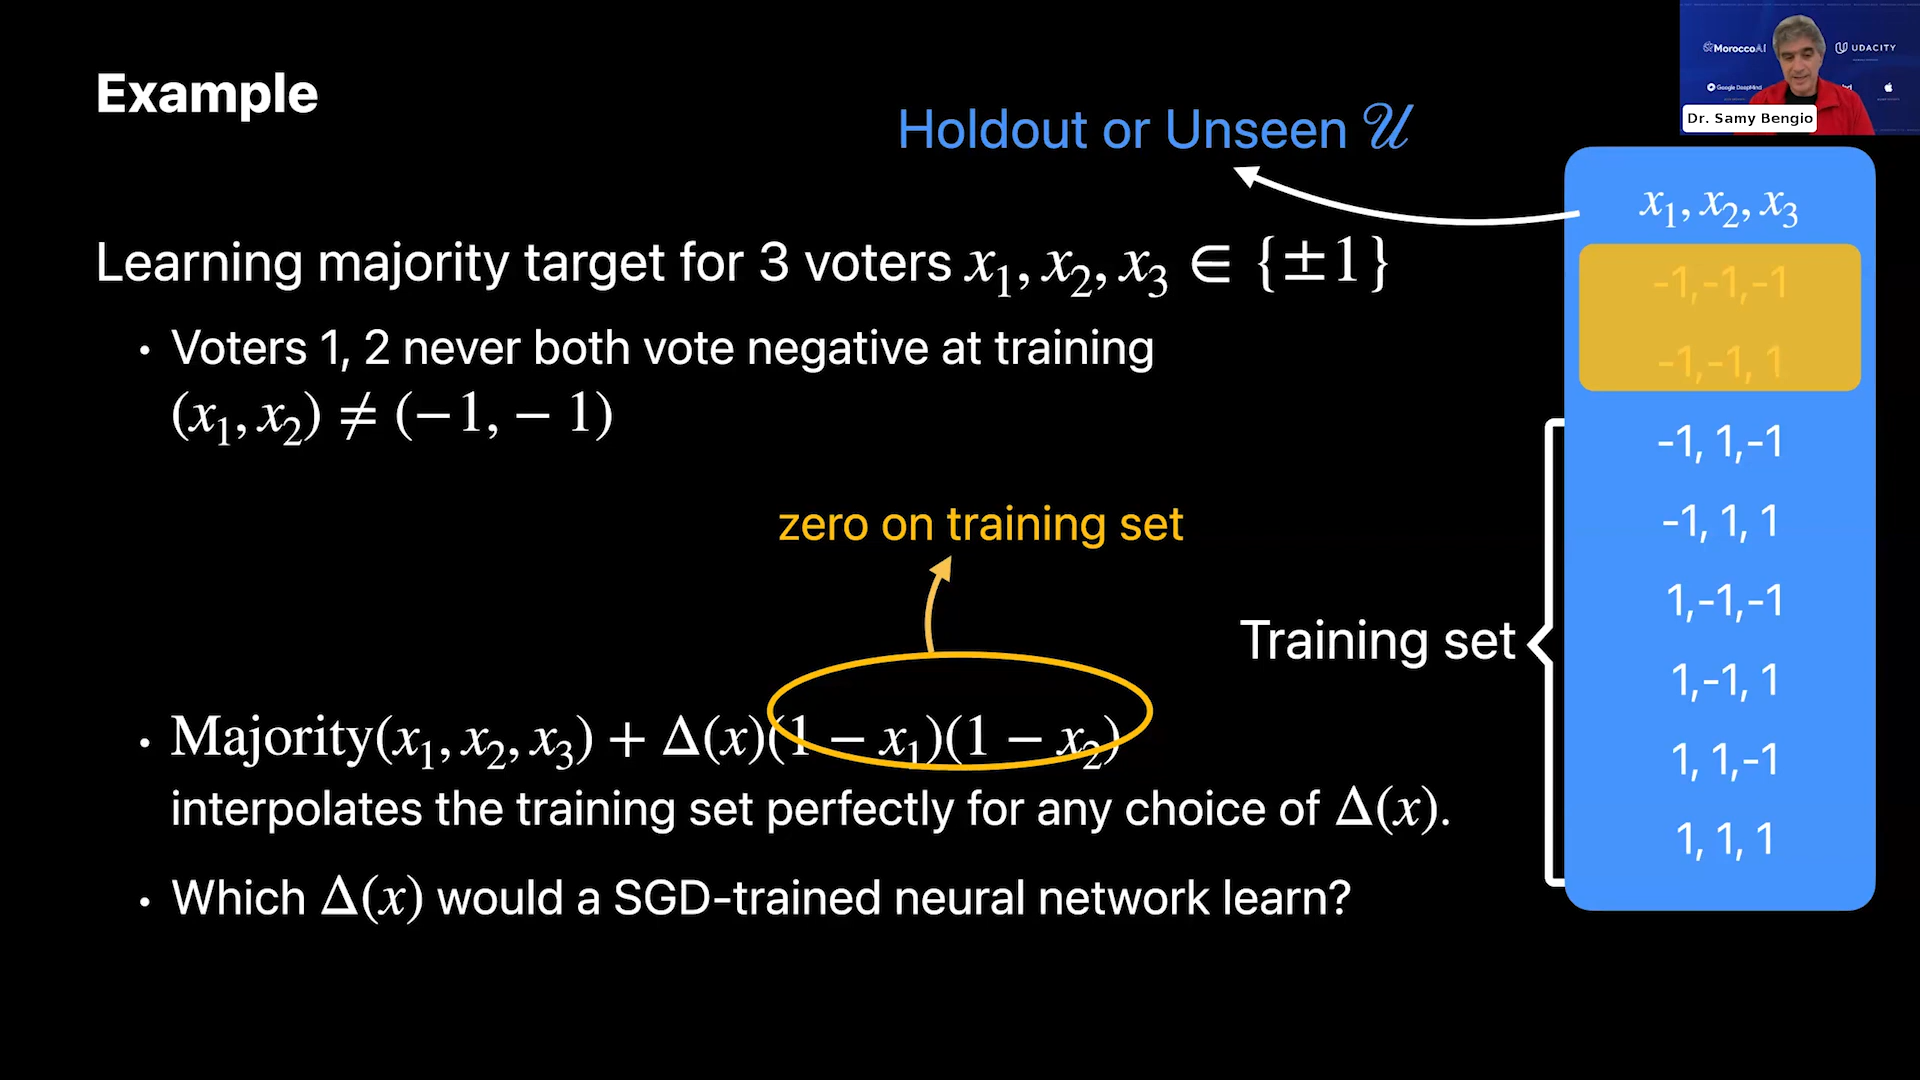 Example
Holdout or Unseen 𝒰
MoroccoAI
UDACITY
Google DeepMind
Dr. Samy Bengio
Learning majority target for 3 voters x₁, x₂, x₃ ∈ {±1}
• Voters 1, 2 never both vote negative at training
(x₁, x₂) ≠ (−1, − 1)
zero on training set
• Majority(x₁, x₂, x₃) + Δ(x)(1 − x₁)(1 − x₂)
interpolates the training set perfectly for any choice of Δ(x).
• Which Δ(x) would a SGD-trained neural network learn?
Training set
x₁, x₂, x₃
-1,-1,-1
-1,-1, 1
-1, 1,-1
-1, 1, 1
1,-1,-1
1,-1, 1
1, 1,-1
1, 1, 1